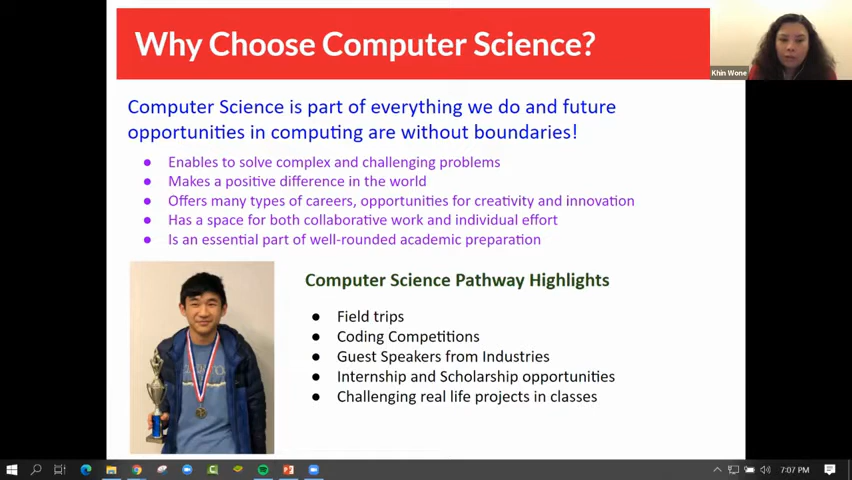 Why Choose Computer Science?
Khin Wone
Computer Science is part of everything we do and future
opportunities in computing are without boundaries!
● Enables to solve complex and challenging problems
● Makes a positive difference in the world
● Offers many types of careers, opportunities for creativity and innovation
● Has a space for both collaborative work and individual effort
● Is an essential part of well-rounded academic preparation
Computer Science Pathway Highlights
● Field trips
● Coding Competitions
● Guest Speakers from Industries
● Internship and Scholarship opportunities
● Challenging real life projects in classes
7:07 PM